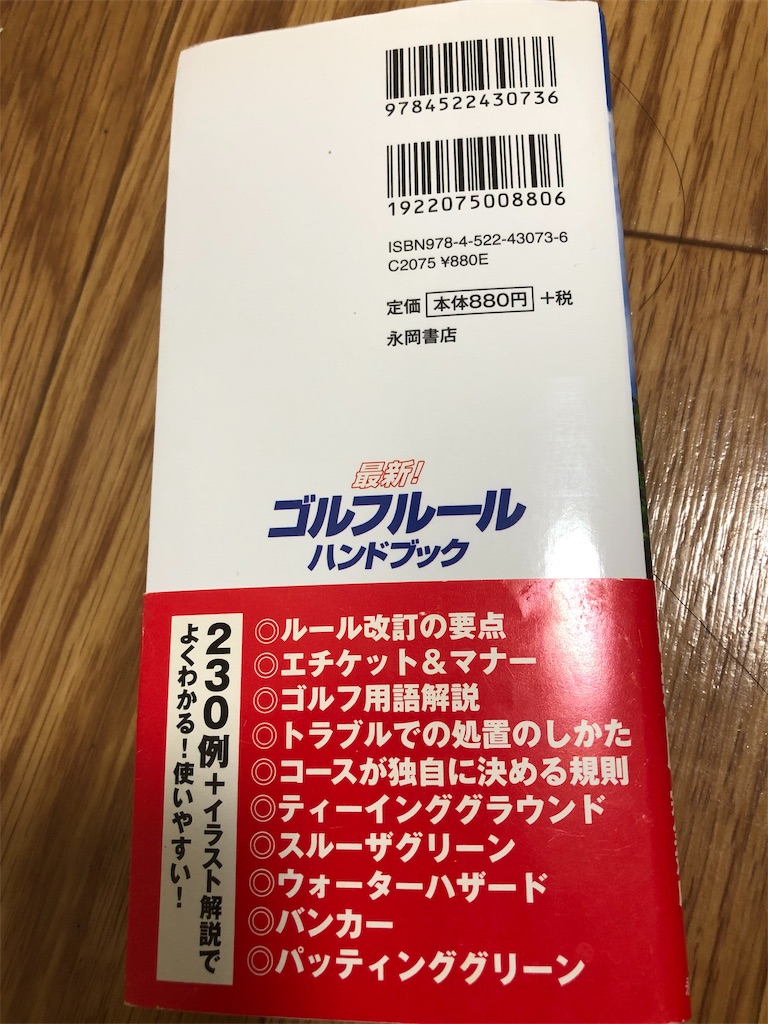 9784522430736
1922075008806
ISBN978-4-522-43073-6
C2075 ¥880E
定価 本体880円 +税
永岡書店
最新!
ゴルフルール
ハンドブック
230例+イラスト解説で
よくわかる!使いやすい!
◎ルール改訂の要点
◎エチケット&マナー
◎ゴルフ用語解説
◎トラブルでの処置のしかた
◎コースが独自に決める規則
◎ティーインググラウンド
◎スルーザグリーン
◎ウォーターハザード
◎バンカー
◎パッティンググリーン